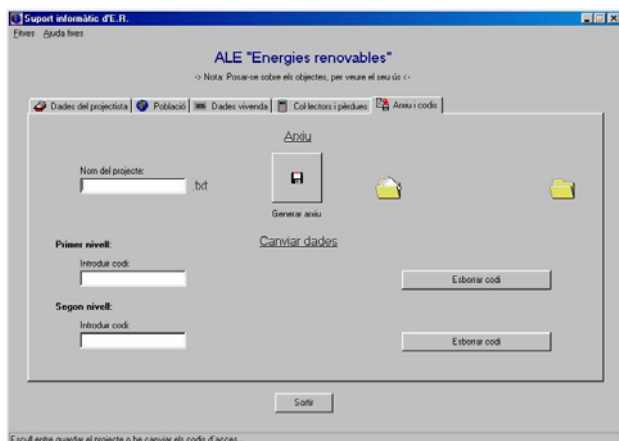 Suport informàtic d'E.R.
Fitxes Ajuda fixes
ALE "Energies renovables"
-> Nota: Posar-se sobre els objectes, per veure el seu ús <-
Dades del projectista Població Dades vivenda Col·lectors i pèrdues Arxiu i codis
Arxiu
Nom del projecte:
.txt
Generar arxiu
Canviar dades
Primer nivell:
Introduir codi:
Esborrar codi
Segon nivell:
Introduir codi:
Esborrar codi
Sortir
Escull entre guardar el projecte o be canviar els codis d'acces...